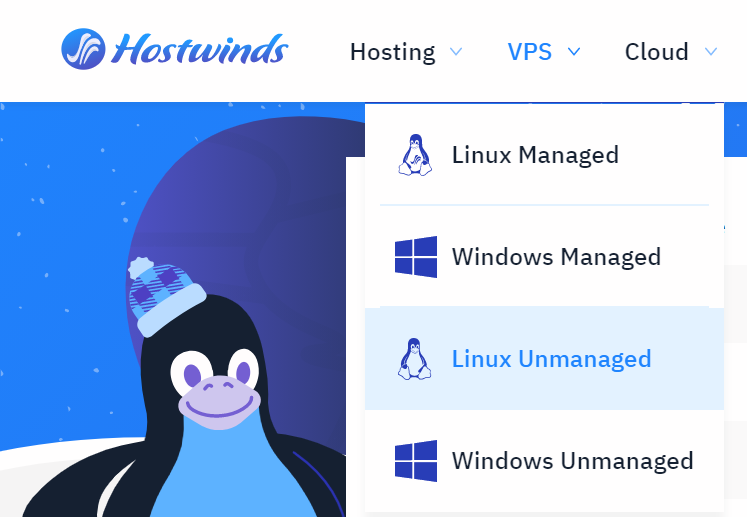 Hostwinds
Hosting
VPS
Cloud
Linux Managed
Windows Managed
Linux Unmanaged
Windows Unmanaged